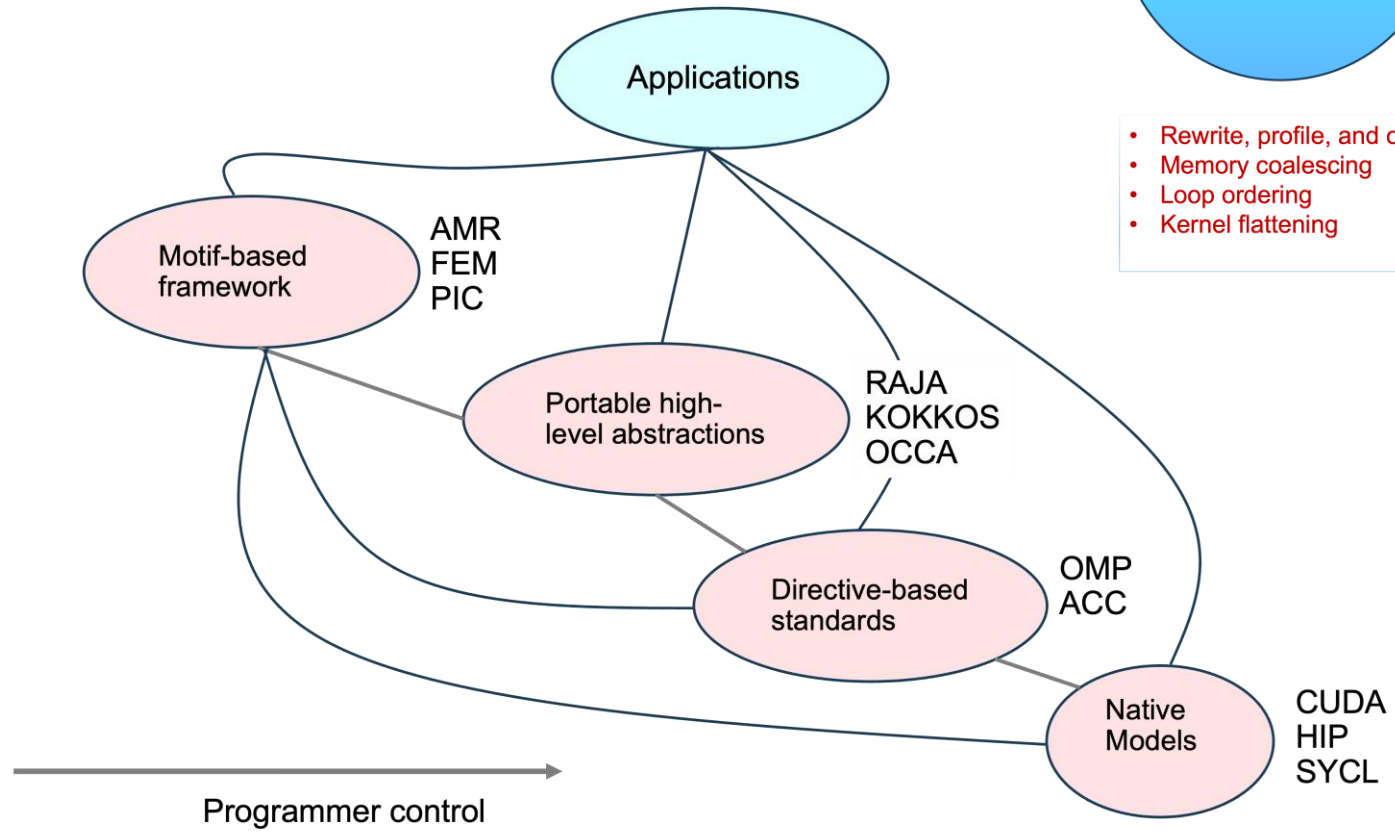 Applications
• Rewrite, profile, and
• Memory coalescing
• Loop ordering
• Kernel flattening
Motif-based
framework
AMR
FEM
PIC
Portable high-
level abstractions
RAJA
KOKKOS
OCCA
Directive-based
standards
OMP
ACC
Native
Models
CUDA
HIP
SYCL
Programmer control